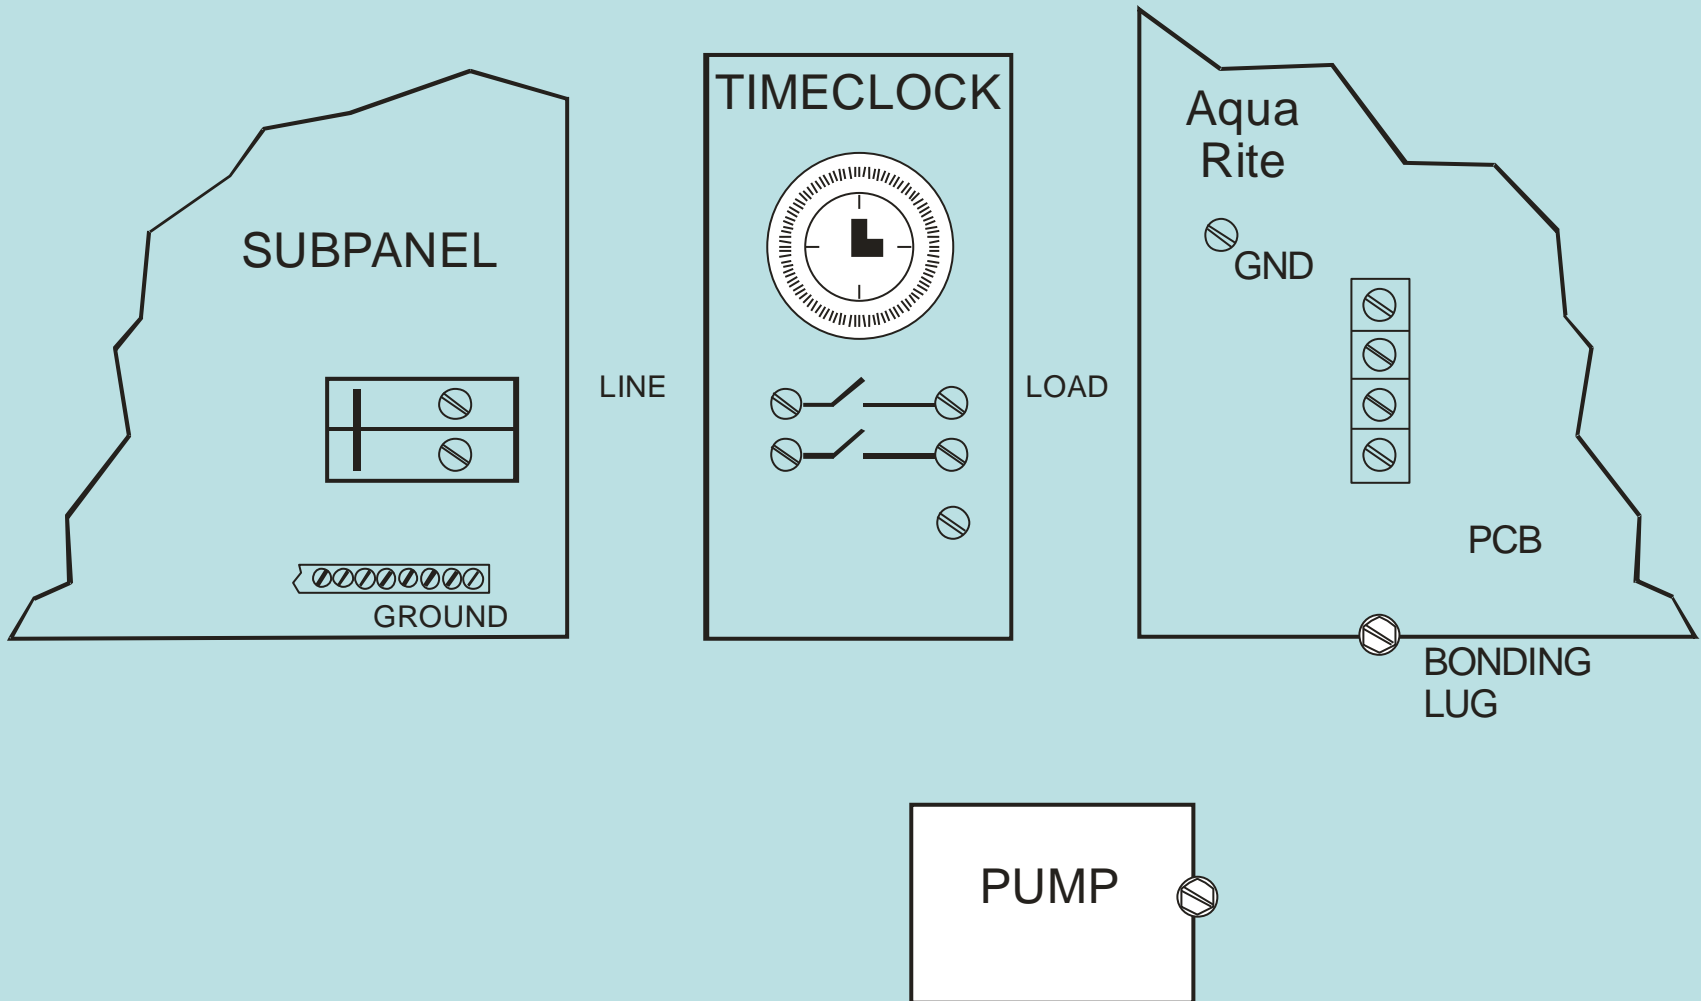 TIMECLOCK
Aqua
Rite
SUBPANEL
GND
LINE
LOAD
PCB
GROUND
BONDING
LUG
PUMP